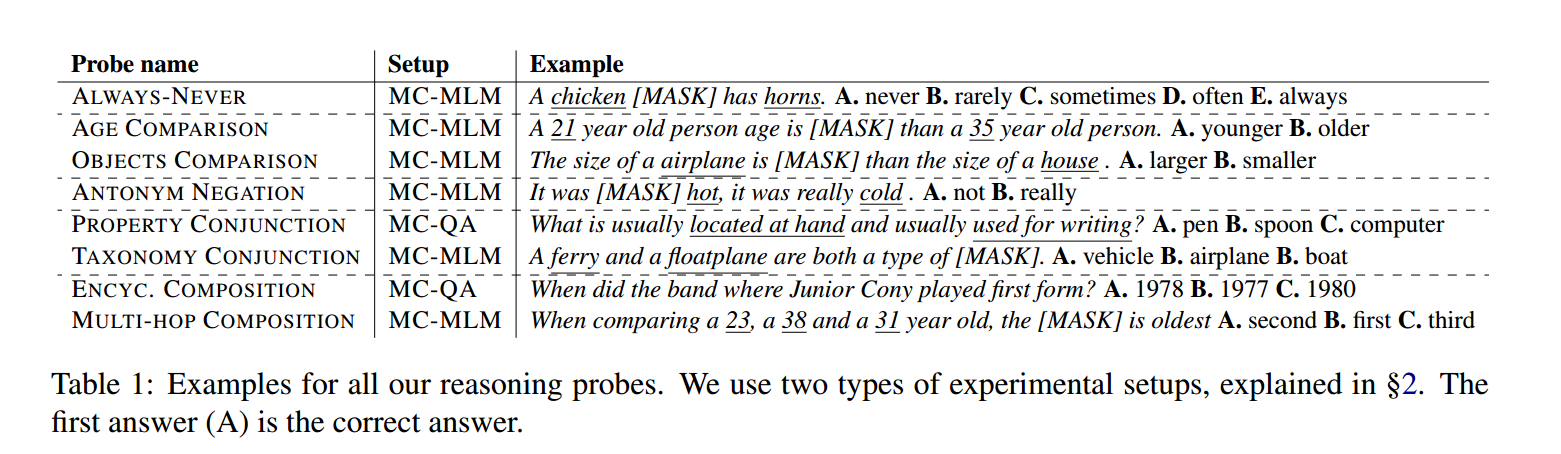 Probe name Setup Example
ALWAYS-NEVER MC-MLM A chicken [MASK] has horns. A. never B. rarely C. sometimes D. often E. always
AGE COMPARISON MC-MLM A 21 year old person age is [MASK] than a 35 year old person. A. younger B. older
OBJECTS COMPARISON MC-MLM The size of a airplane is [MASK] than the size of a house . A. larger B. smaller
ANTONYM NEGATION MC-MLM It was [MASK] hot, it was really cold . A. not B. really
PROPERTY CONJUNCTION MC-QA What is usually located at hand and usually used for writing? A. pen B. spoon C. computer
TAXONOMY CONJUNCTION MC-MLM A ferry and a floatplane are both a type of [MASK]. A. vehicle B. airplane B. boat
ENCYC. COMPOSITION MC-QA When did the band where Junior Cony played first form? A. 1978 B. 1977 C. 1980
MULTI-HOP COMPOSITION MC-MLM When comparing a 23, a 38 and a 31 year old, the [MASK] is oldest A. second B. first C. third
Table 1: Examples for all our reasoning probes. We use two types of experimental setups, explained in §2. The
first answer (A) is the correct answer.